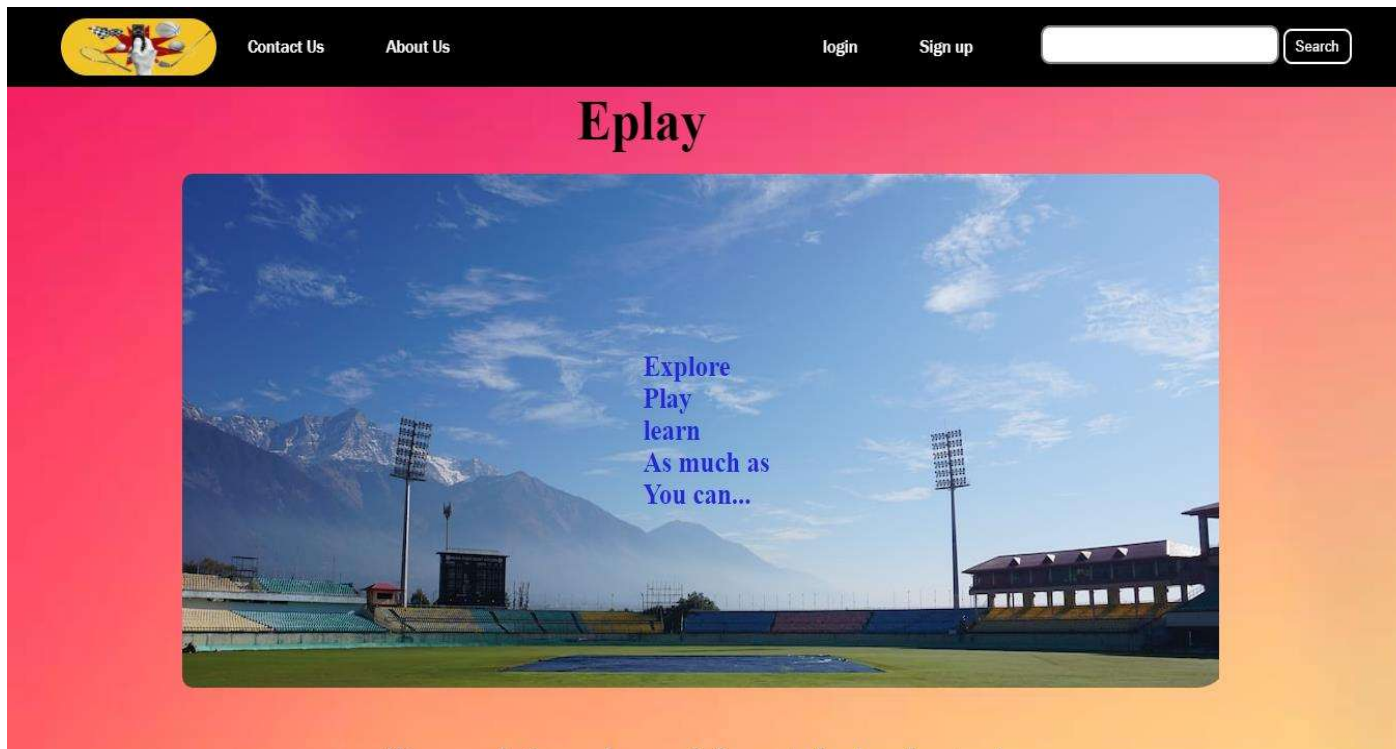 Contact Us
About Us
login
Sign up
Search
Eplay
Explore
Play
learn
As much as
You can...